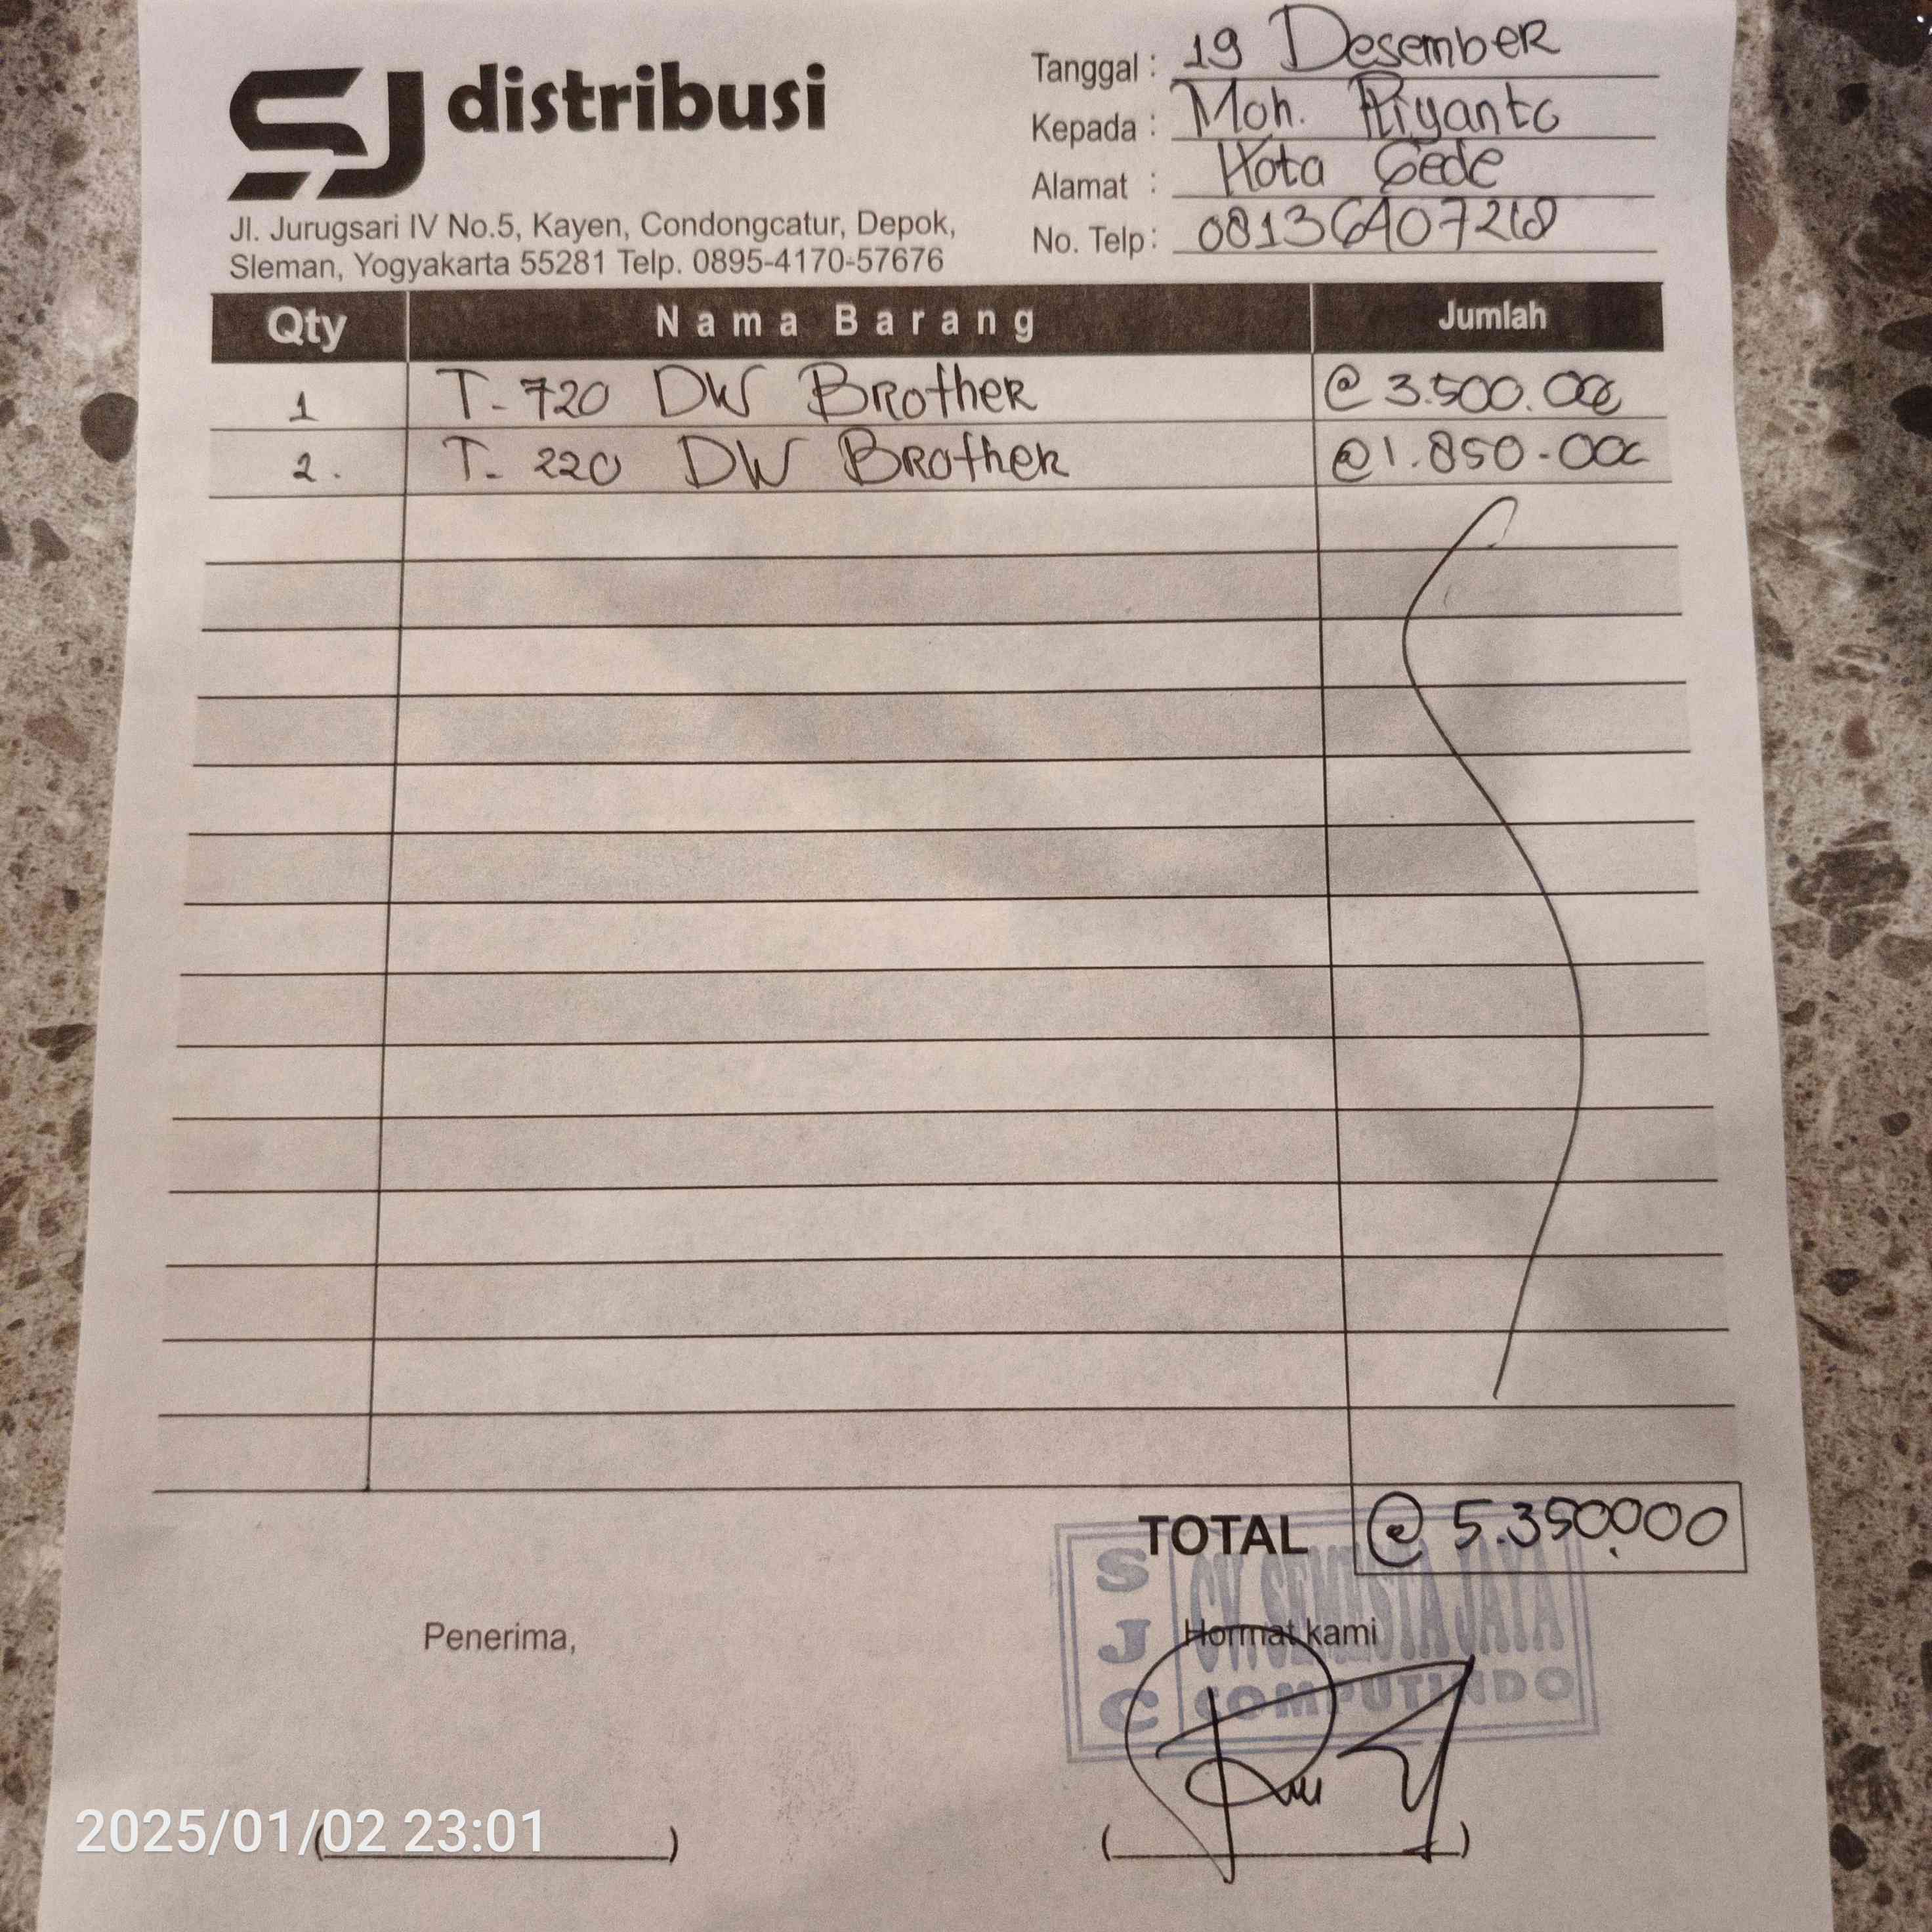 SJ distribusi
Jl. Jurugsari IV No.5, Kayen, Condongcatur, Depok,
Sleman, Yogyakarta 55281 Telp. 0895-4170-57676
Tanggal : 19 Desember
Kepada : Moh. Riyanto
Alamat : Kota Gede
No. Telp :
Qty Nama Barang Jumlah
1 T-720 DW Brother @ 3.500.000
2. T-220 DW Brother @1.850-000
TOTAL @ 5.350.000
SJC CV. SEMESTA JAYA
COMPUTINDO
Penerima, Hormat kami
( ) ( )
2025/01/02 23:01